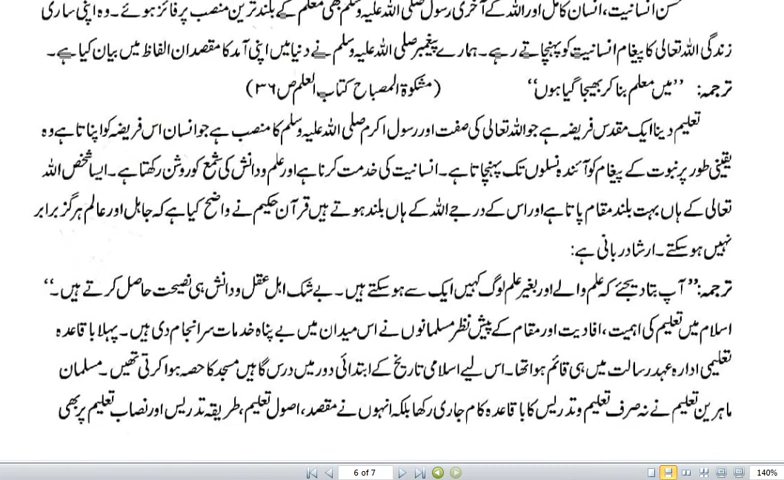 محسن انسانیت، انسان کامل اور اللہ کے آخری رسول صلی اللہ علیہ وسلم بھی معلم کے بلند ترین منصب پر فائز ہوئے۔ وہ اپنی ساری
زندگی اللہ تعالی کا پیغام انسانیت کو پہنچاتے رہے۔ ہمارے پیغمبر صلی اللہ علیہ وسلم نے دنیا میں اپنی آمد کا مقصد ان الفاظ میں بیان کیا ہے۔
ترجمہ: ’’میں معلم بنا کر بھیجا گیا ہوں‘‘ (مشکوۃ المصباح کتاب العلم ص ۳۶)
تعلیم دینا ایک مقدس فریضہ ہے جو اللہ تعالی کی صفت اور رسول اکرم صلی اللہ علیہ وسلم کا منصب ہے جو انسان اس فریضہ کو اپناتا ہے وہ
یقینی طور پر نبوت کے پیغام کو آئندہ نسلوں تک پہنچاتا ہے۔ انسانیت کی خدمت کرتا ہے اور علم و دانش کی شمع کو روشن رکھتا ہے۔ ایسا شخص اللہ
تعالی کے ہاں بہت بلند مقام پاتا ہے اور اس کے درجے اللہ کے ہاں بلند ہوتے ہیں قرآن حکیم نے واضح کیا ہے کہ جاہل اور عالم ہرگز برابر
نہیں ہو سکتے۔ ارشاد ربانی ہے:
ترجمہ: ’’آپ بتا دیجئے کہ علم والے اور بغیر علم لوگ کہیں ایک سے ہو سکتے ہیں۔ بے شک اہل عقل و دانش ہی نصیحت حاصل کرتے ہیں۔‘‘
اسلام میں تعلیم کی اہمیت، افادیت اور مقام کے پیش نظر مسلمانوں نے اس میدان میں بے پناہ خدمات سرانجام دی ہیں۔ پہلا باقاعدہ
تعلیمی ادارہ عہد رسالت میں ہی قائم ہوا تھا۔ اس لیے اسلامی تاریخ کے ابتدائی دور میں درس گاہیں مسجد کا حصہ ہوا کرتی تھیں۔ مسلمان
ماہرین تعلیم نے نہ صرف تعلیم و تدریس کا باقاعدہ کام جاری رکھا بلکہ انہوں نے مقصد، اصول تعلیم، طریقہ تدریس اور نصاب تعلیم پر بھی
6 of 7
140%